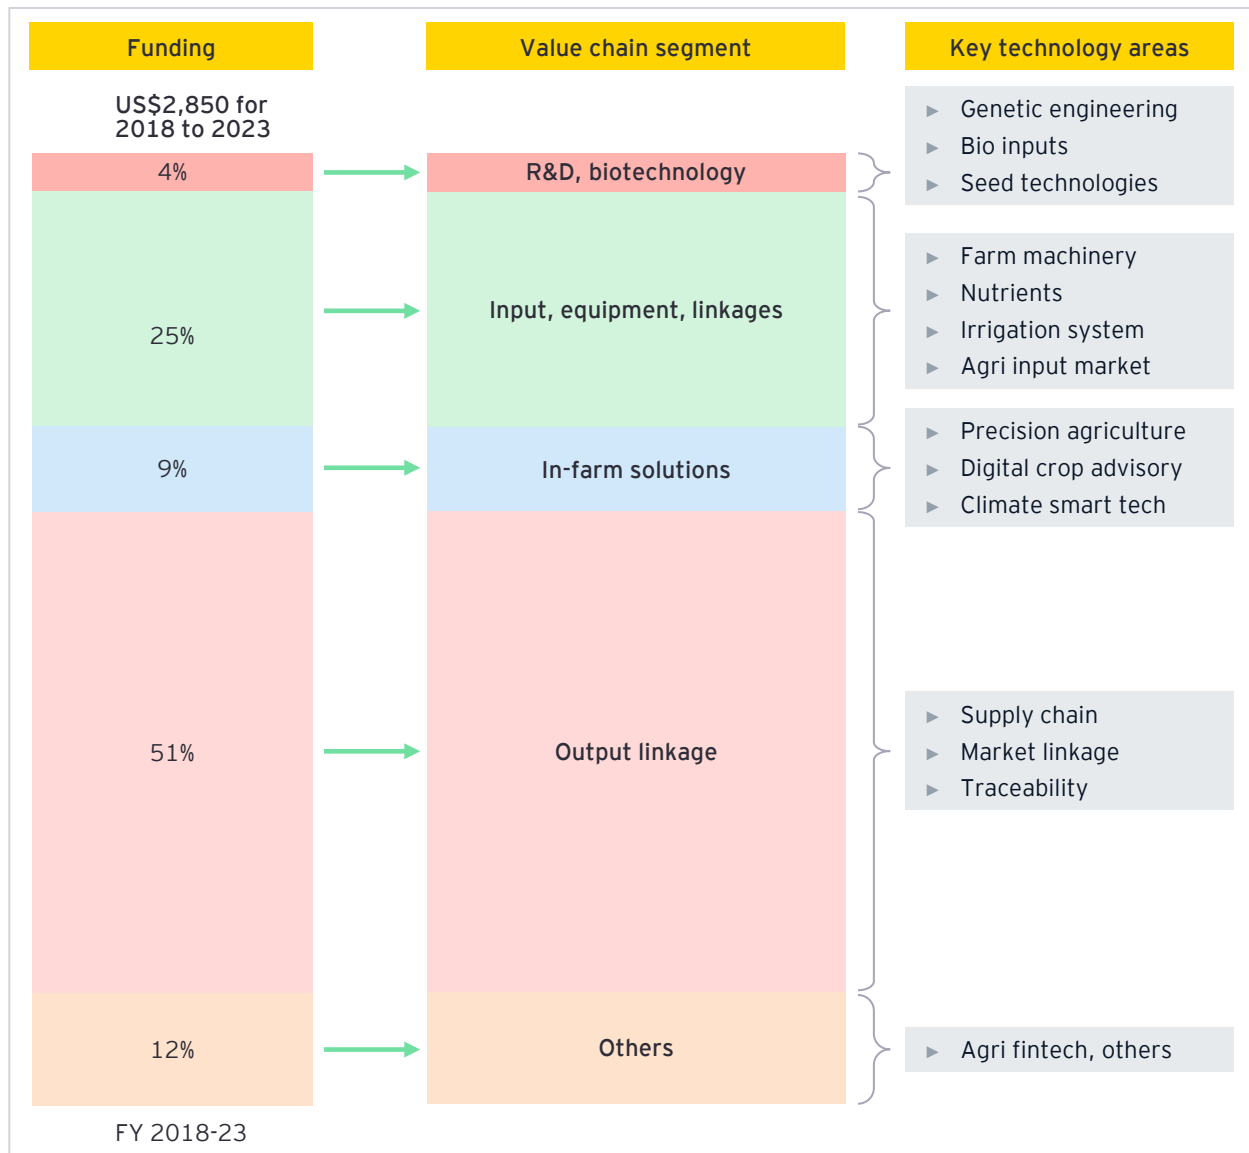 Funding
Value chain segment
Key technology areas
US$2,850 for
2018 to 2023
4%
R&D, biotechnology
► Genetic engineering
► Bio inputs
► Seed technologies
25%
Input, equipment, linkages
► Farm machinery
► Nutrients
► Irrigation system
► Agri input market
9%
In-farm solutions
► Precision agriculture
► Digital crop advisory
► Climate smart tech
51%
Output linkage
► Supply chain
► Market linkage
► Traceability
12%
Others
► Agri fintech, others
FY 2018-23